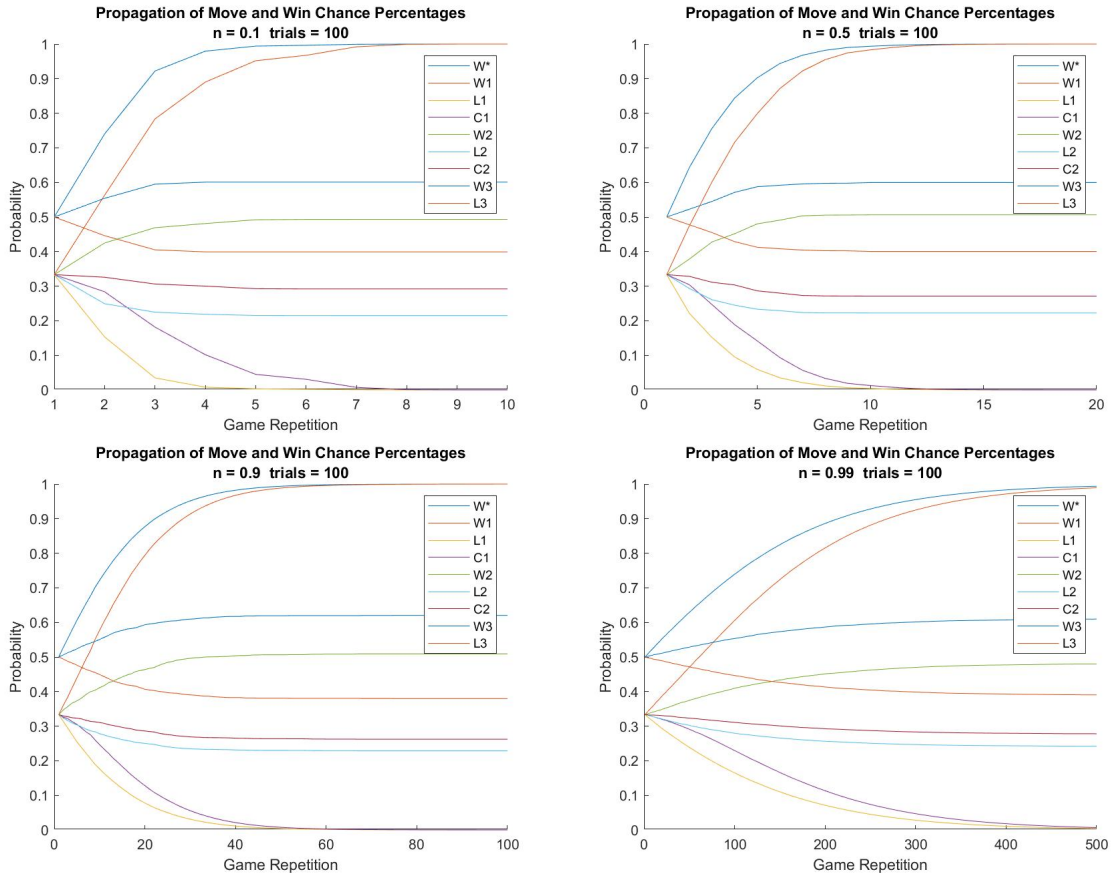 Propagation of Move and Win Chance Percentages
n = 0.1 trials = 100
1
0.9
0.8
0.7
0.6
0.5
0.4
0.3
0.2
0.1
0
Probability
W*
W1
L1
C1
W2
L2
C2
W3
L3
1 2 3 4 5 6 7 8 9 10
Game Repetition
Propagation of Move and Win Chance Percentages
n = 0.5 trials = 100
1
0.9
0.8
0.7
0.6
0.5
0.4
0.3
0.2
0.1
0
Probability
W*
W1
L1
C1
W2
L2
C2
W3
L3
0 5 10 15 20
Game Repetition
Propagation of Move and Win Chance Percentages
n = 0.9 trials = 100
1
0.9
0.8
0.7
0.6
0.5
0.4
0.3
0.2
0.1
0
Probability
W*
W1
L1
C1
W2
L2
C2
W3
L3
0 20 40 60 80 100
Game Repetition
Propagation of Move and Win Chance Percentages
n = 0.99 trials = 100
1
0.9
0.8
0.7
0.6
0.5
0.4
0.3
0.2
0.1
0
Probability
W*
W1
L1
C1
W2
L2
C2
W3
L3
0 100 200 300 400 500
Game Repetition